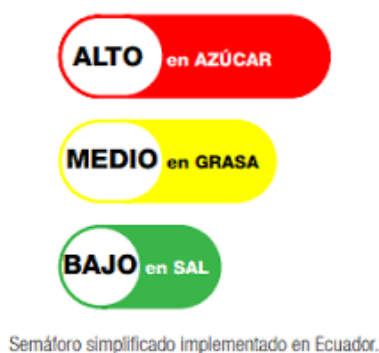 ALTO en AZÚCAR
MEDIO en GRASA
BAJO en SAL
Semáforo simplificado implementado en Ecuador.